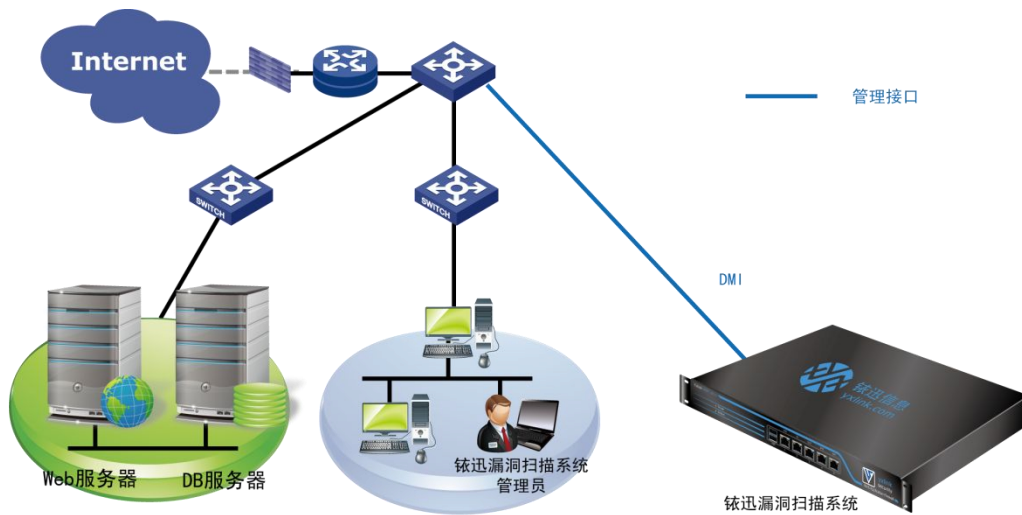 Internet
管理接口
SWITCH
SWITCH
DMI
铱迅信息
yxlink.com
Web服务器
DB服务器
铱迅漏洞扫描系统
管理员
铱迅漏洞扫描系统